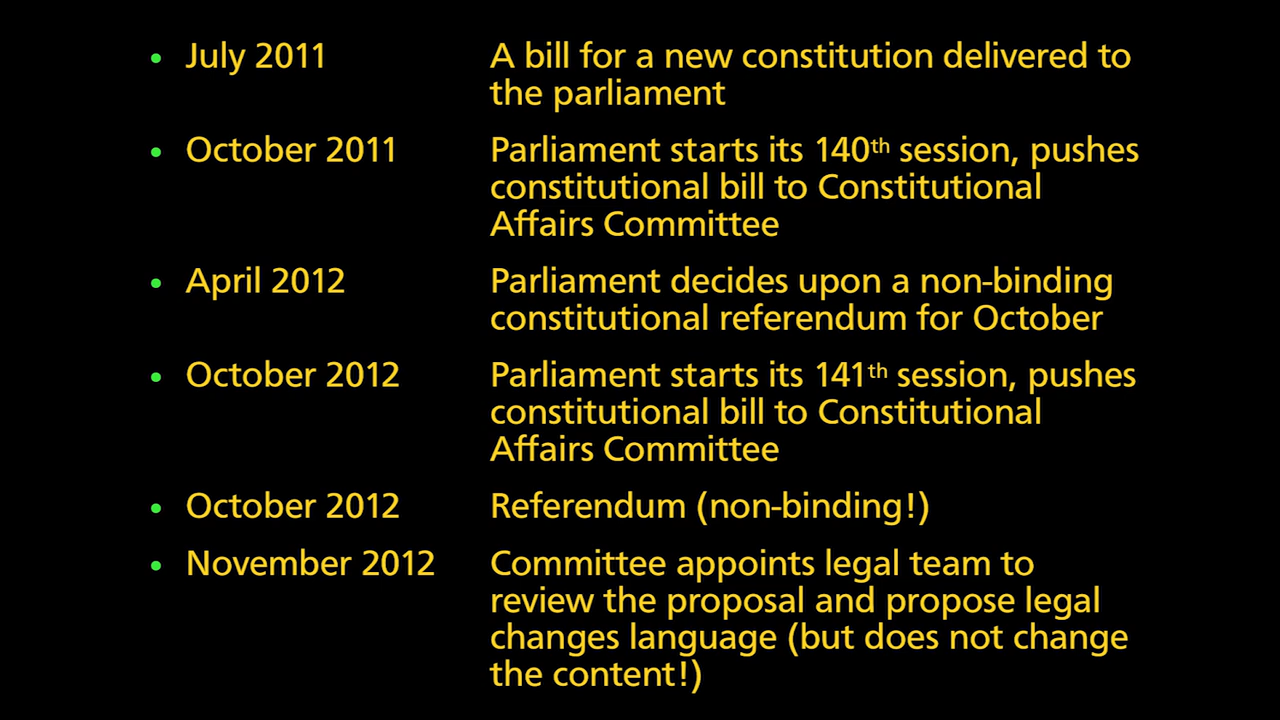 • July 2011 A bill for a new constitution delivered to
the parliament
• October 2011 Parliament starts its 140th session, pushes
constitutional bill to Constitutional
Affairs Committee
• April 2012 Parliament decides upon a non-binding
constitutional referendum for October
• October 2012 Parliament starts its 141th session, pushes
constitutional bill to Constitutional
Affairs Committee
• October 2012 Referendum (non-binding!)
• November 2012 Committee appoints legal team to
review the proposal and propose legal
changes language (but does not change
the content!)